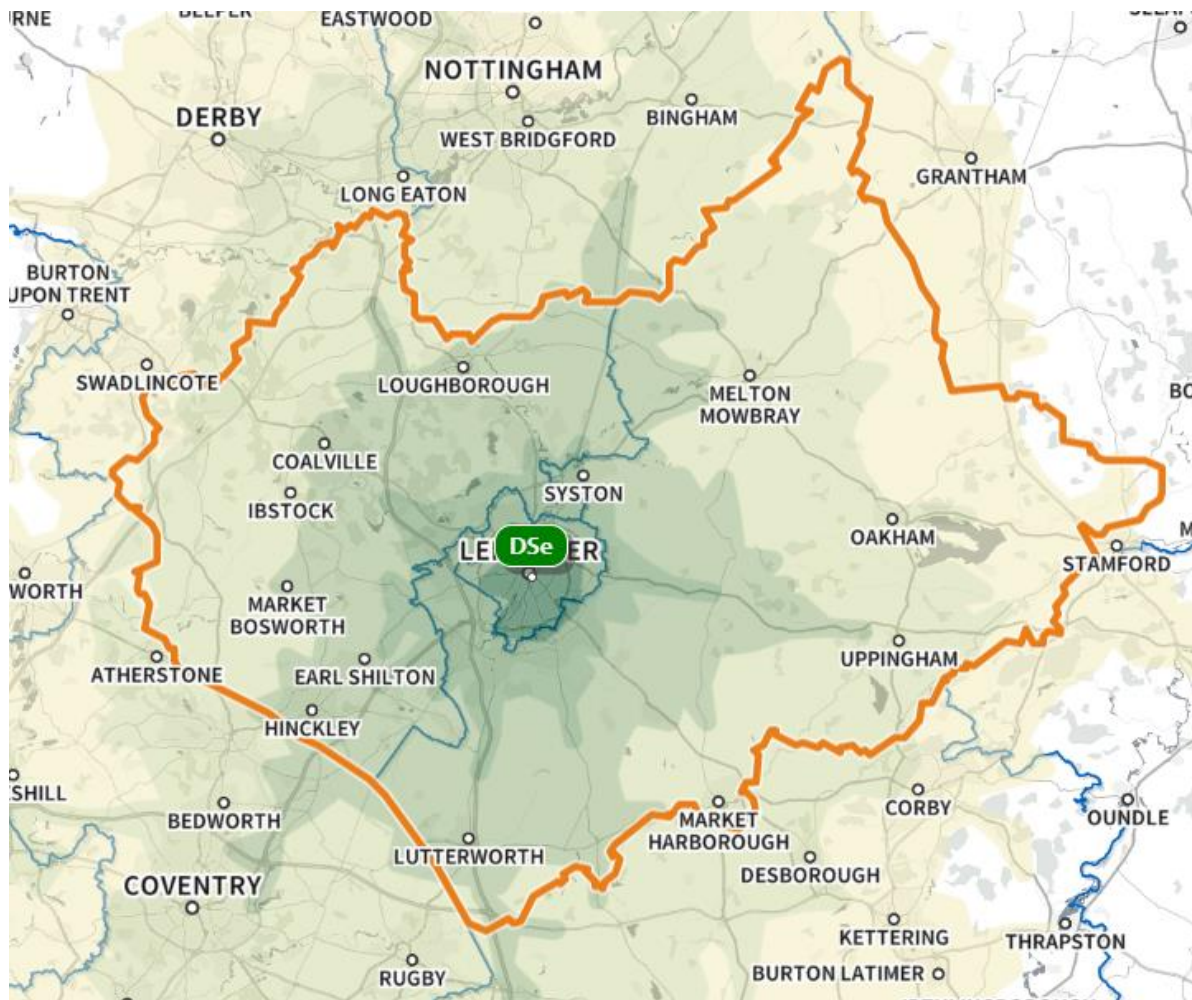 EASTWOOD
NOTTINGHAM
DERBY
BINGHAM
WEST BRIDGFORD
GRANTHAM
LONG EATON
BURTON
UPON TRENT
SWADLINCOTE
LOUGHBOROUGH
MELTON
MOWBRAY
COALVILLE
IBSTOCK
SYSTON
DSe
OAKHAM
STAMFORD
MARKET
BOSWORTH
WORTH
ATHERSTONE
EARL SHILTON
UPPINGHAM
HINCKLEY
SHILL
BEDWORTH
CORBY
OUNDLE
MARKET
HARBOROUGH
LUTTERWORTH
DESBOROUGH
COVENTRY
KETTERING
THRAPSTON
RUGBY
BURTON LATIMER